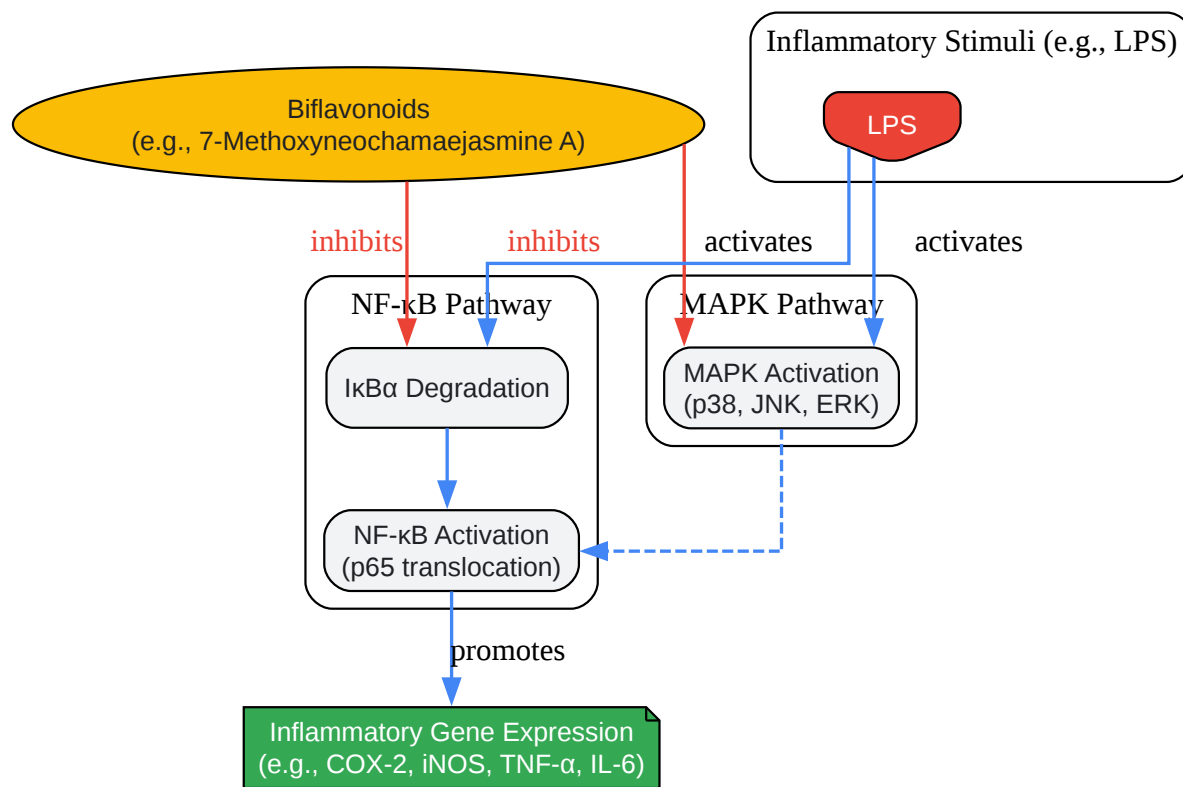 Inflammatory Stimuli (e.g., LPS)
Biflavonoids
(e.g., 7-Methoxyneochamaejasmine A)
LPS
inhibits
inhibits
activates
activates
NF-κB Pathway
MAPK Pathway
IκBα Degradation
MAPK Activation
(p38, JNK, ERK)
NF-κB Activation
(p65 translocation)
promotes
Inflammatory Gene Expression
(e.g., COX-2, iNOS, TNF-α, IL-6)